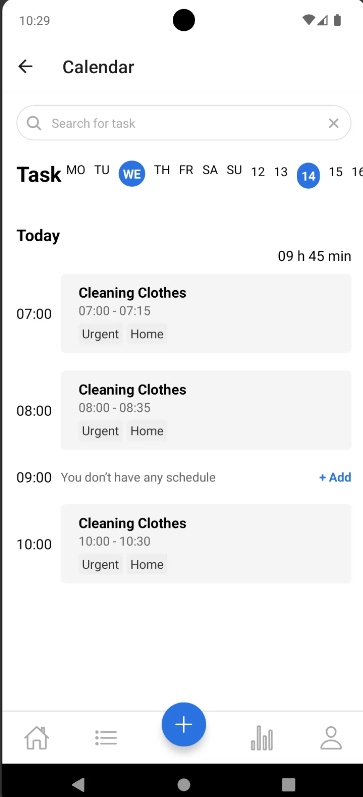 10:29
Calendar
Search for task
Task MO TU WE TH FR SA SU 12 13 14 15 16
Today
09 h 45 min
07:00
Cleaning Clothes
07:00 - 07:15
Urgent Home
08:00
Cleaning Clothes
08:00 - 08:35
Urgent Home
09:00 You don't have any schedule + Add
10:00
Cleaning Clothes
10:00 - 10:30
Urgent Home